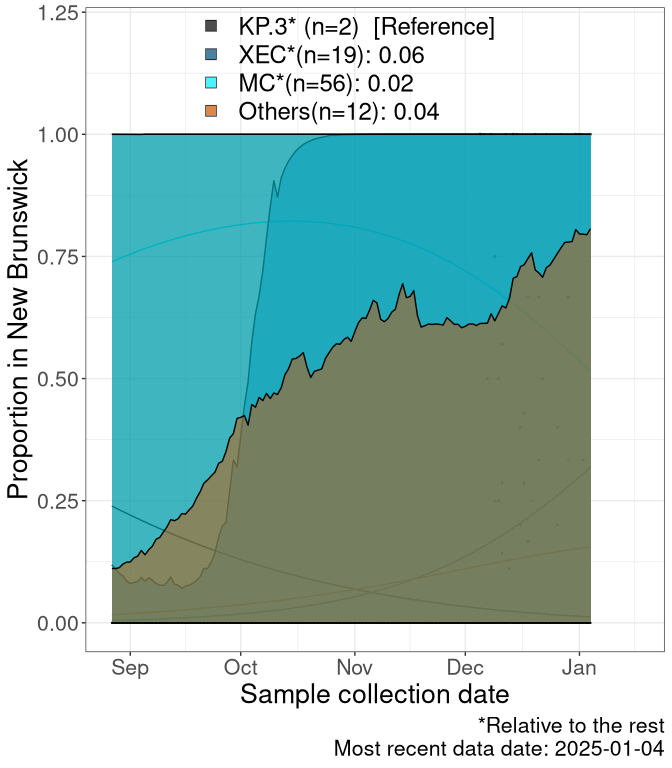 1.25
KP.3* (n=2)  [Reference]
XEC*(n=19): 0.06
MC*(n=56): 0.02
Others(n=12): 0.04
1.00
0.75
0.50
0.25
0.00
Proportion in New Brunswick
Sep Oct Nov Dec Jan
Sample collection date
*Relative to the rest
Most recent data date: 2025-01-04